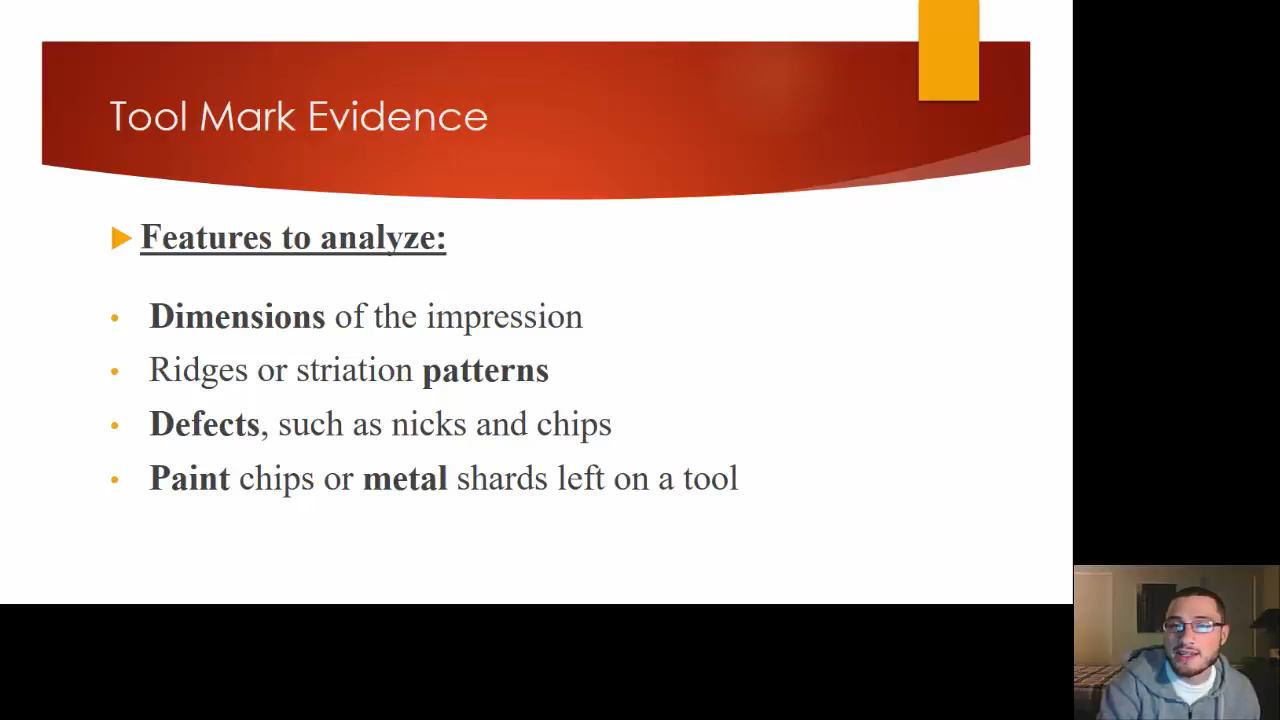 Tool Mark Evidence
Features to analyze:
Dimensions of the impression
Ridges or striation patterns
Defects, such as nicks and chips
Paint chips or metal shards left on a tool